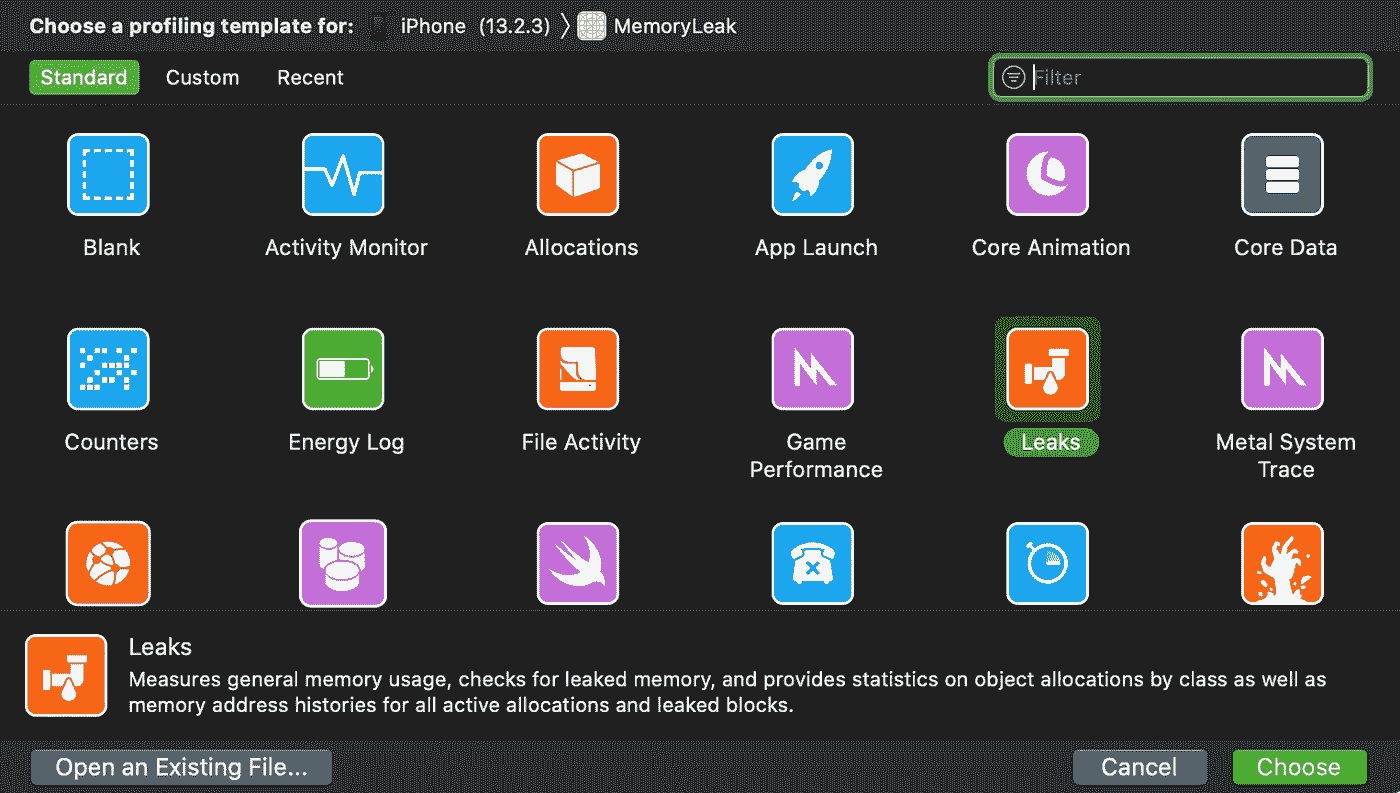 Choose a profiling template for: iPhone (13.2.3) 〉 MemoryLeak
Standard Custom Recent Filter
Blank Activity Monitor Allocations App Launch Core Animation Core Data
Counters Energy Log File Activity Game Performance Leaks Metal System Trace
Leaks
Measures general memory usage, checks for leaked memory, and provides statistics on object allocations by class as well as
memory address histories for all active allocations and leaked blocks.
Open an Existing File... Cancel Choose